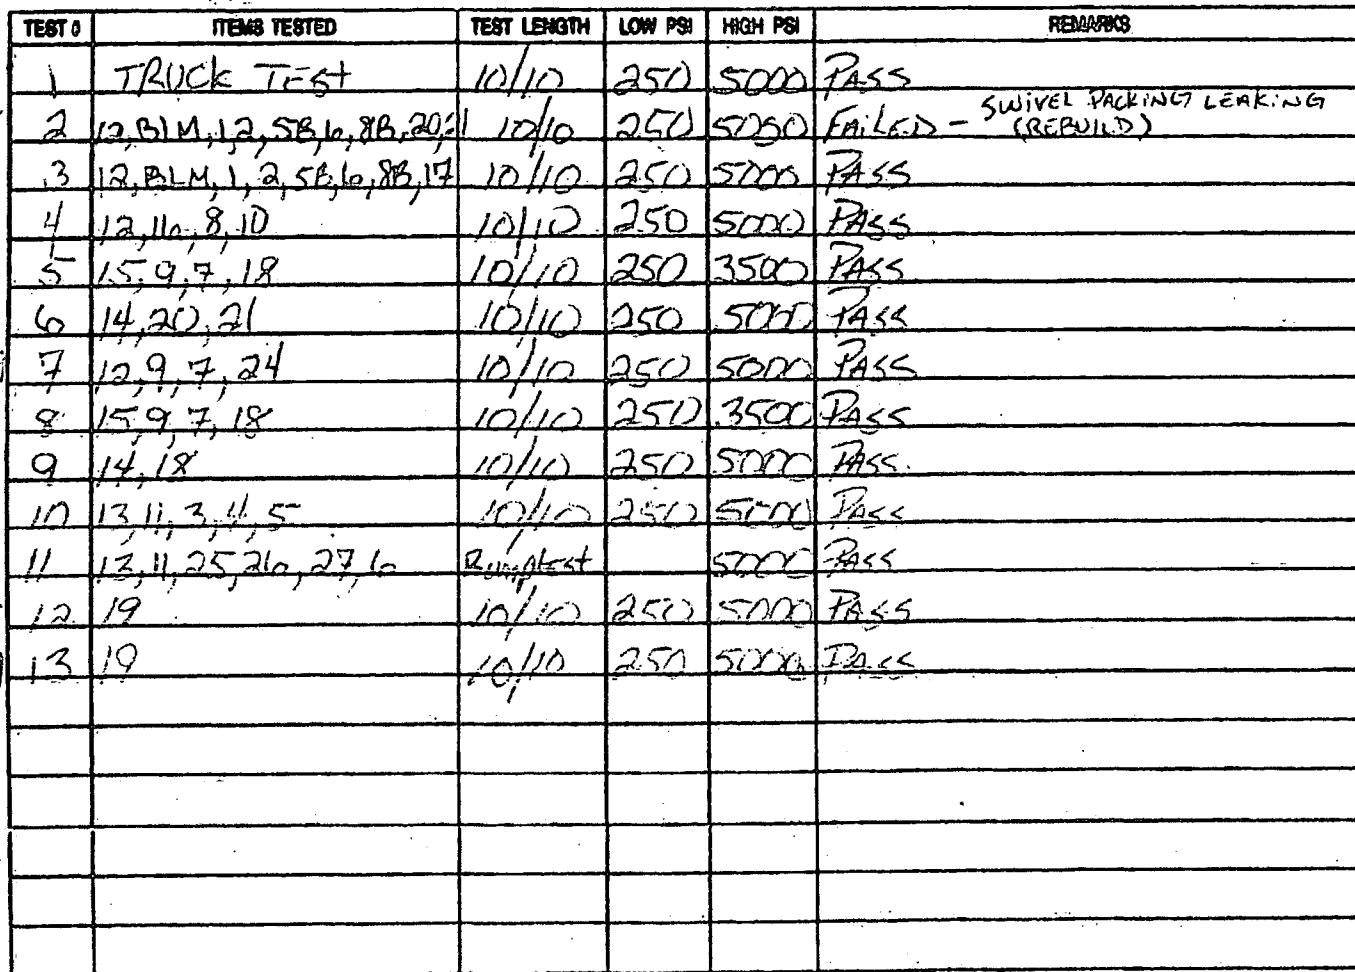 TEST # ITEMS TESTED TEST LENGTH LOW PSI HIGH PSI REMARKS
1 TRUCK TEST 10/10 250 5000 PASS
2 12,BLM,1,2,5B,6,8B,20, 10/10 250 5000 FAILED - SWIVEL PACKING LEAKING
(REBUILD)
3 12,BLM,1,2,5B,6,8B,17 10/10 250 5000 PASS
4 12,16,8,10 10/10 250 5000 PASS
5 15,9,7,18 10/10 250 3500 PASS
6 14,20,21 10/10 250 5000 PASS
7 12,9,7,24 10/10 250 5000 PASS
8 15,9,7,18 10/10 250 3500 PASS
9 14,18 10/10 250 5000 PASS.
10 13,11,3,4,5 10/10 250 5000 PASS
11 13,11,25,26,27,6 Bumptest 5000 PASS
12 19 10/10 250 5000 PASS
13 19 10/10 250 5000 PASS